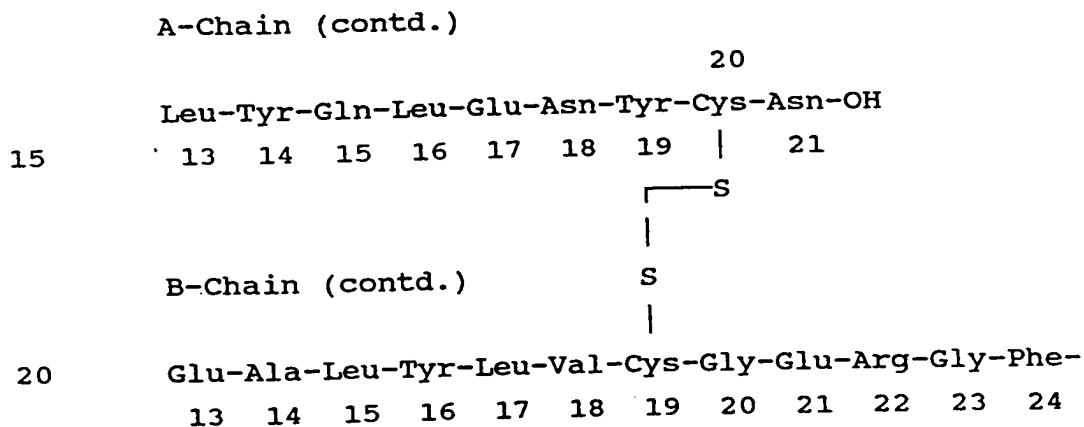 A-Chain (contd.)
20
Leu-Tyr-Gln-Leu-Glu-Asn-Tyr-Cys-Asn-OH
15 13 14 15 16 17 18 19 | 21
S
|
S
B-Chain (contd.)
|
20 Glu-Ala-Leu-Tyr-Leu-Val-Cys-Gly-Glu-Arg-Gly-Phe-
13 14 15 16 17 18 19 20 21 22 23 24